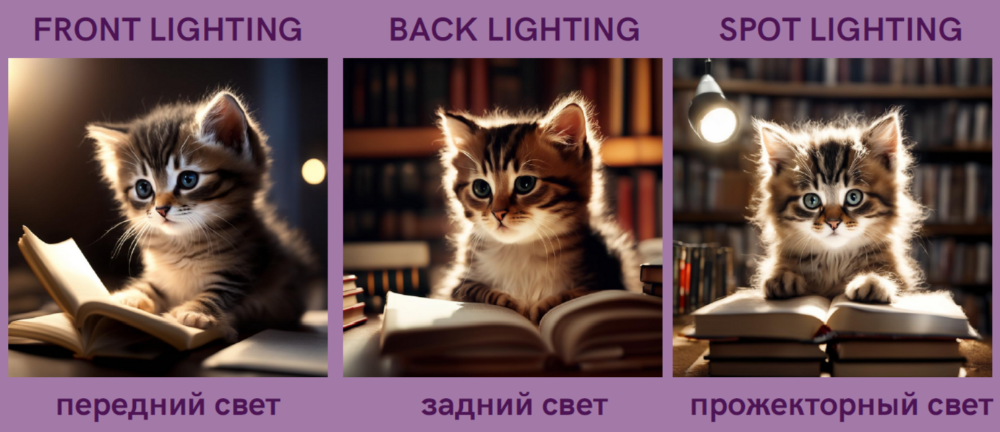 FRONT LIGHTING
BACK LIGHTING
SPOT LIGHTING
передний свет
задний свет
прожекторный свет